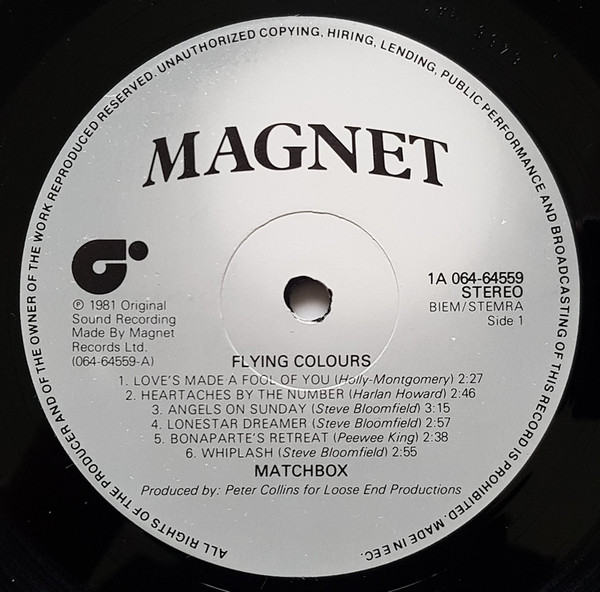 ALL RIGHTS OF THE PRODUCER AND OF THE OWNER OF THE WORK REPRODUCED RESERVED. UNAUTHORIZED COPYING, HIRING, LENDING, PUBLIC PERFORMANCE AND BROADCASTING OF THIS RECORD IS PROHIBITED. MADE IN EEC.
MAGNET
℗ 1981 Original
Sound Recording
Made By Magnet
Records Ltd.
(064-64559-A)
1A 064-64559
STEREO
BIEM/STEMRA
Side 1
FLYING COLOURS
1. LOVE'S MADE A FOOL OF YOU (Holly-Montgomery) 2:27
2. HEARTACHES BY THE NUMBER (Harlan Howard) 2:46
3. ANGELS ON SUNDAY (Steve Bloomfield) 3:15
4. LONESTAR DREAMER (Steve Bloomfield) 2:57
5. BONAPARTE'S RETREAT (Peewee King) 2:38
6. WHIPLASH (Steve Bloomfield) 2:55
MATCHBOX
Produced by: Peter Collins for Loose End Productions